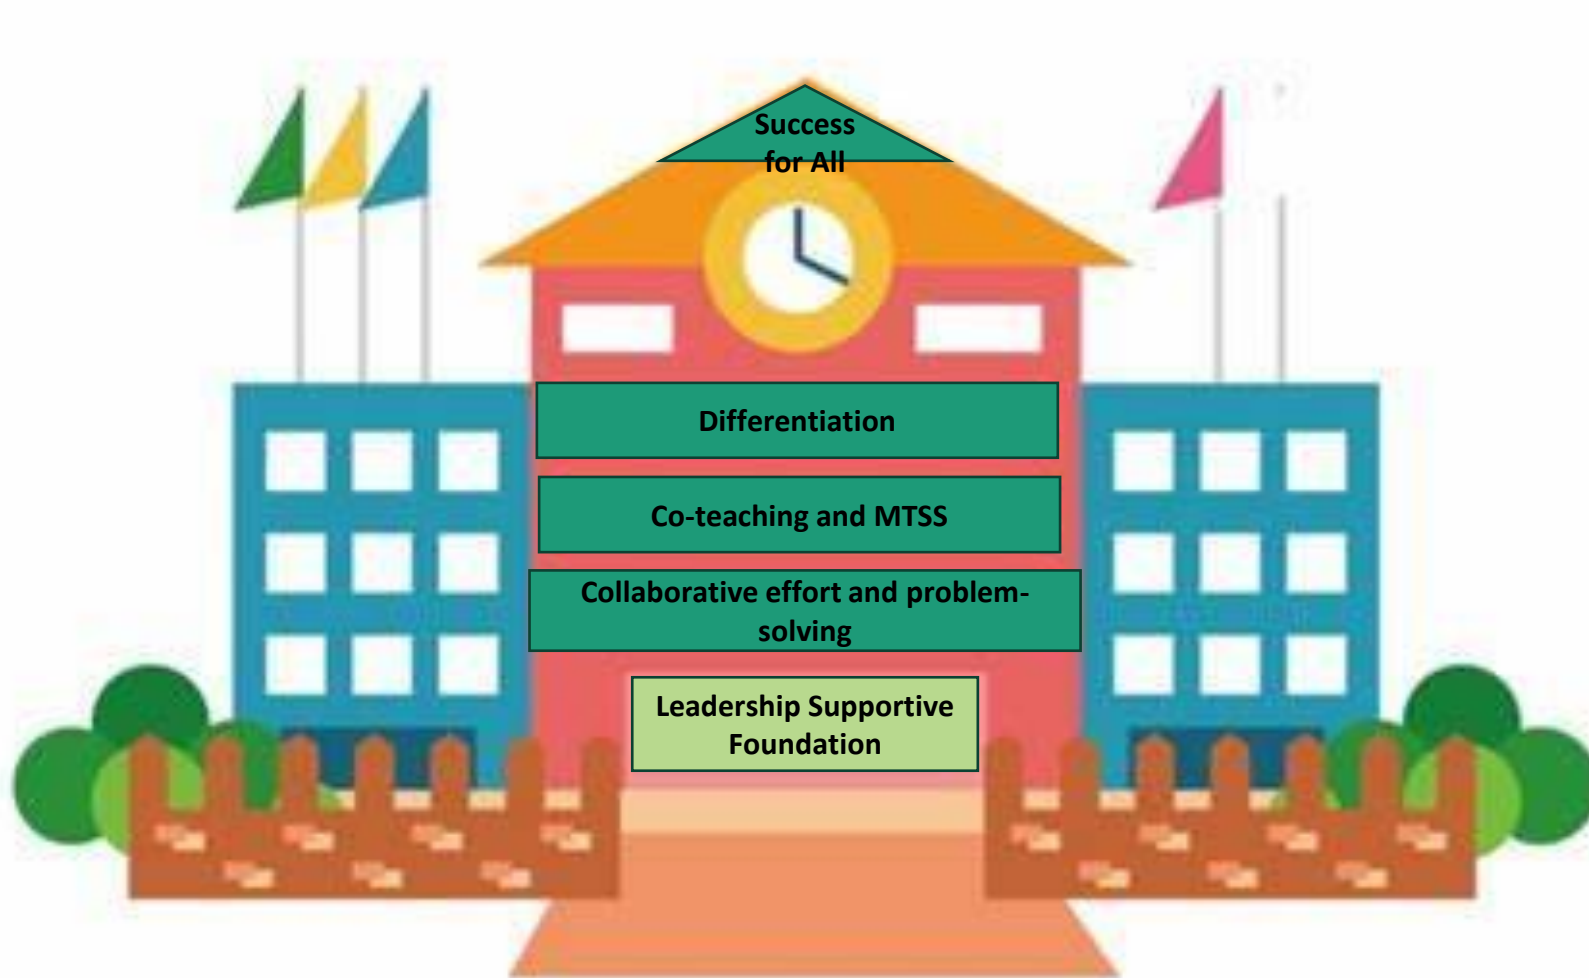 Success
for All
Differentiation
Co-teaching and MTSS
Collaborative effort and problem-
solving
Leadership Supportive
Foundation